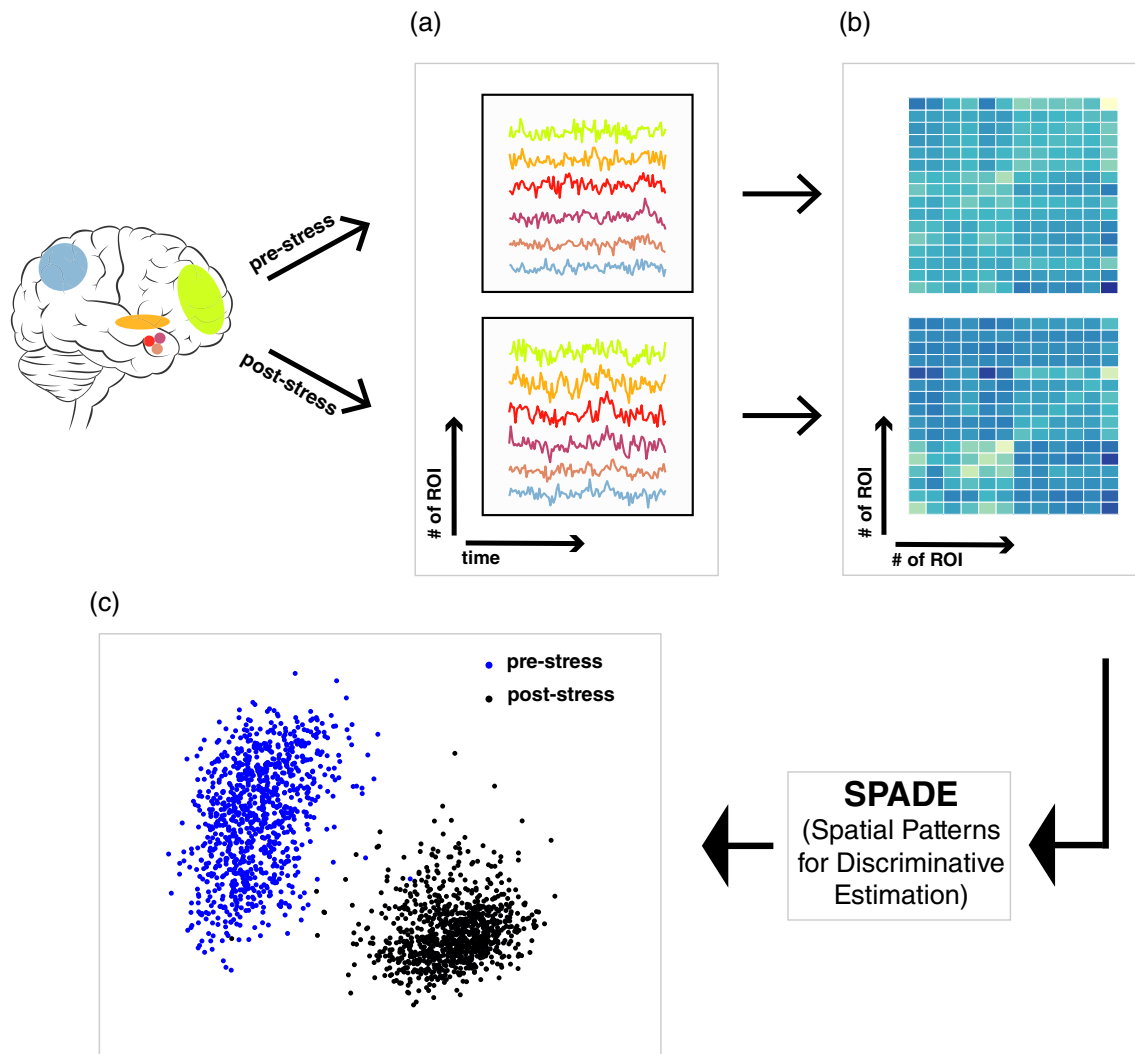 (a)
(b)
pre-stress
post-stress
# of ROI
time
# of ROI
# of ROI
(c)
pre-stress
post-stress
SPADE
(Spatial Patterns
for Discriminative
Estimation)